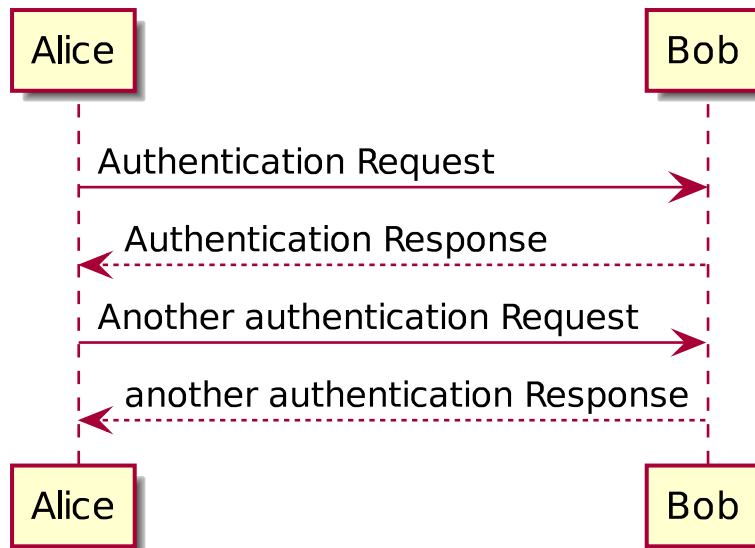 Alice Bob
Authentication Request
Authentication Response
Another authentication Request
another authentication Response
Alice Bob